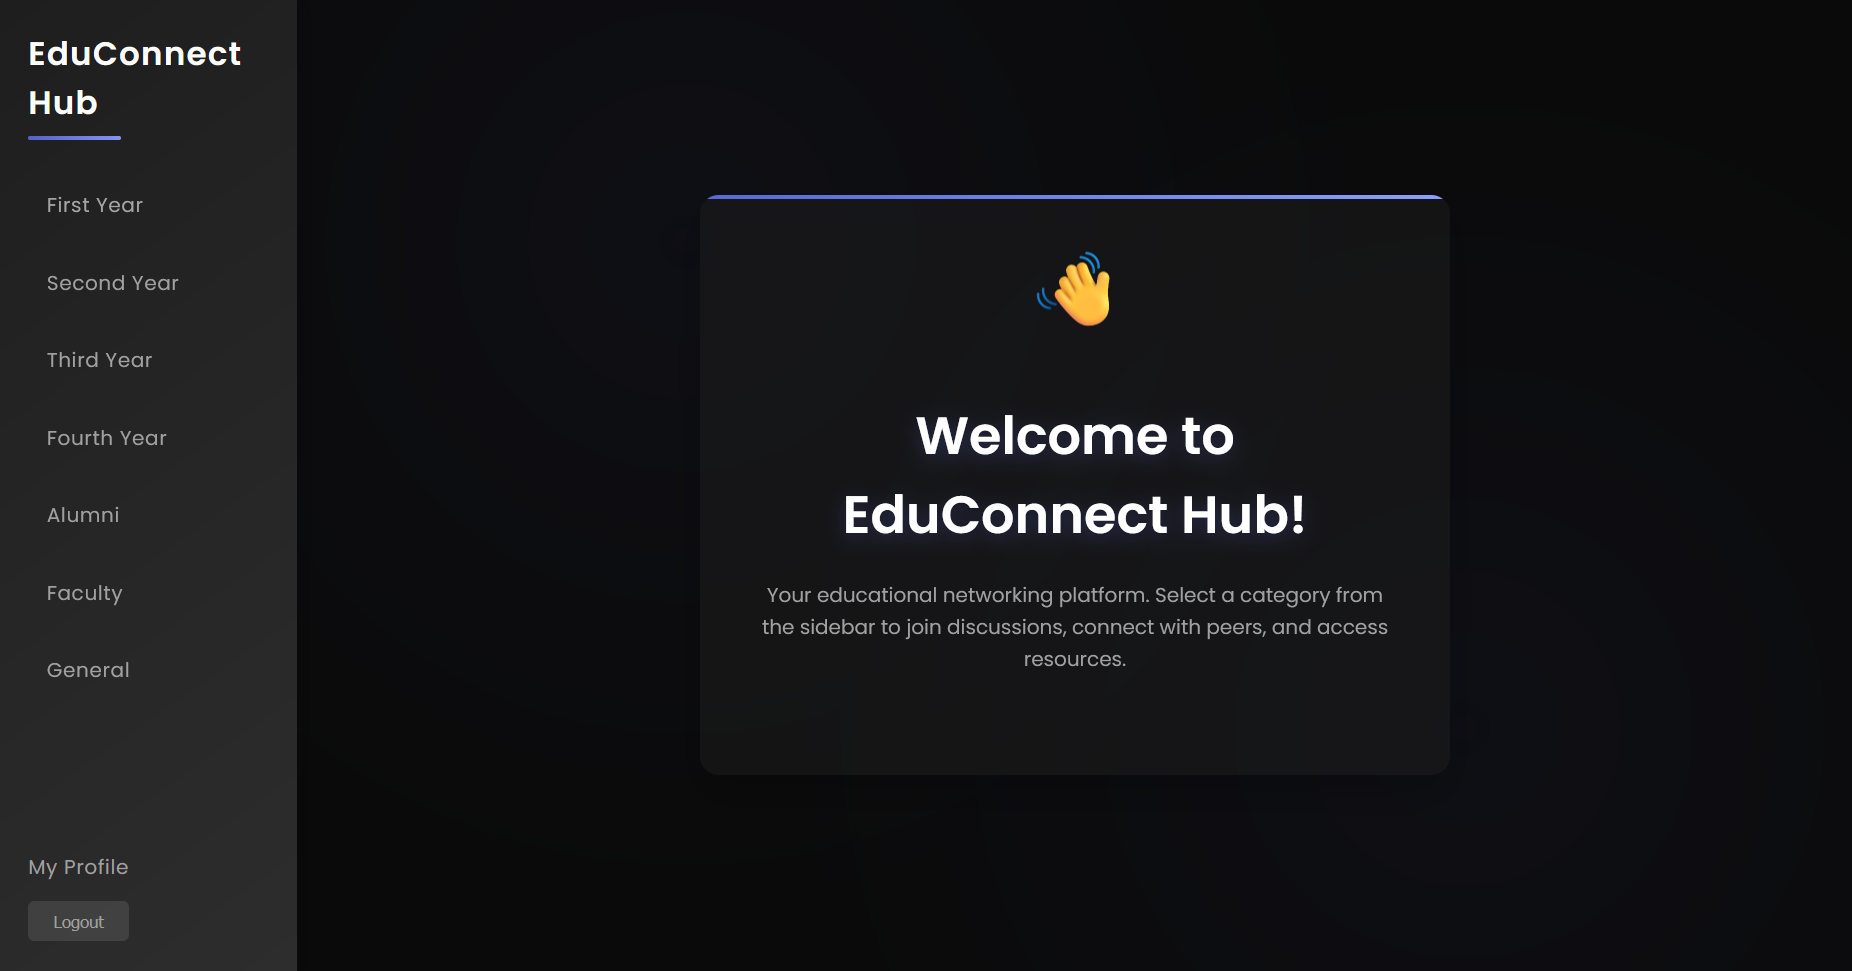 EduConnect
Hub
First Year
Second Year
Third Year
Fourth Year
Alumni
Faculty
General
My Profile
Logout
Welcome to
EduConnect Hub!
Your educational networking platform. Select a category from
the sidebar to join discussions, connect with peers, and access
resources.